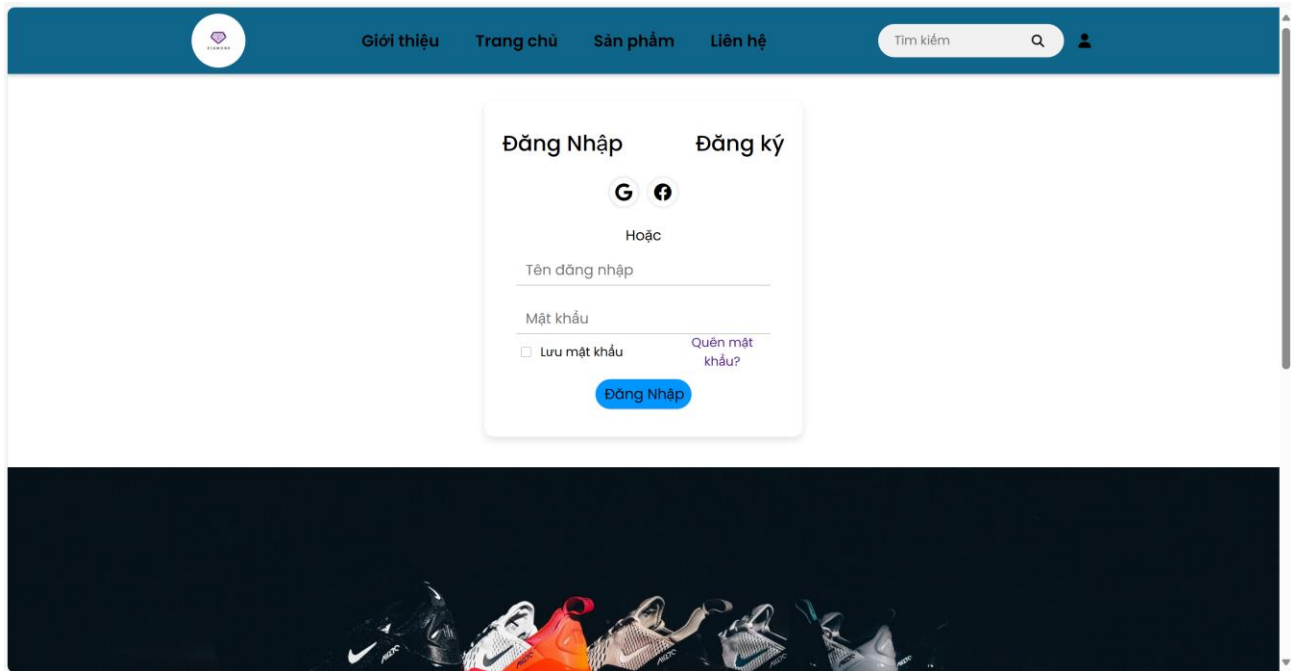 DIAMOND
Giới thiệu Trang chủ Sản phẩm Liên hệ Tìm kiếm
Đăng Nhập Đăng ký
Hoặc
Tên đăng nhập
Mật khẩu
Lưu mật khẩu Quên mật
khẩu?
Đăng Nhập